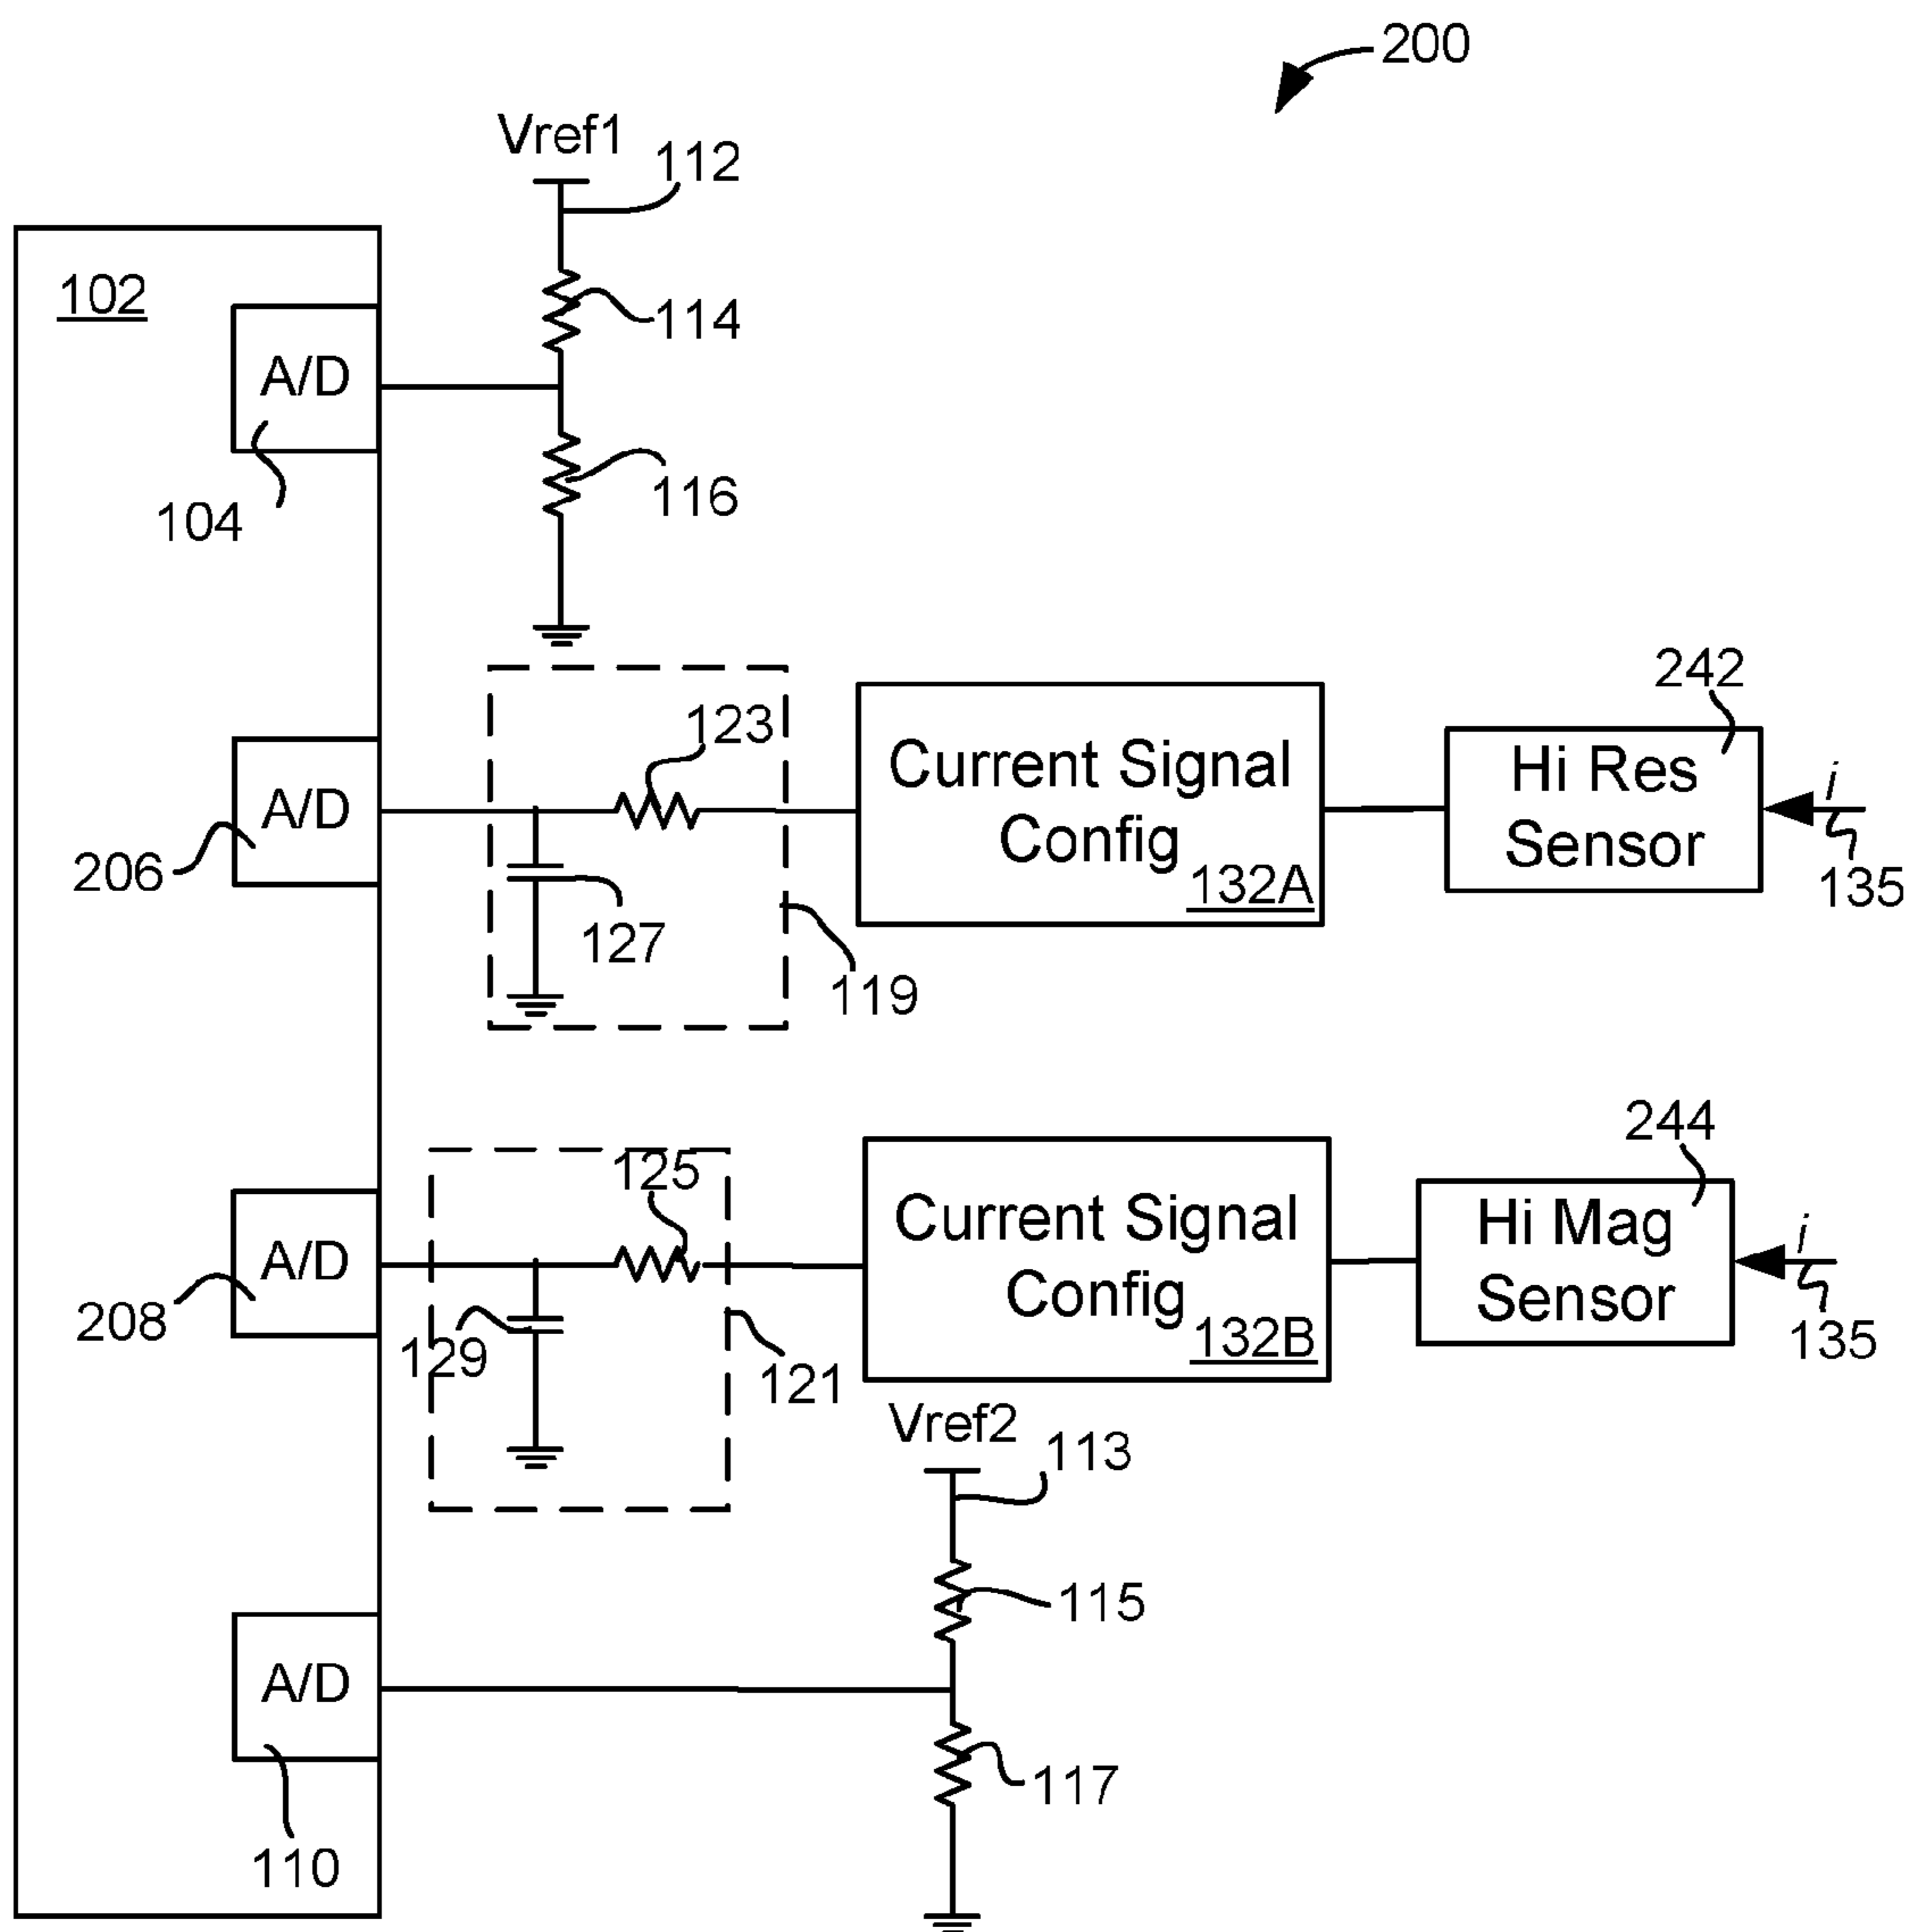 200
Vref1
112
102
A/D
114
116
104
242
123
Current Signal
Config
132A
Hi Res
Sensor
i
135
A/D
206
127
119
244
125
Current Signal
Config
132B
Hi Mag
Sensor
i
135
A/D
208
129
121
Vref2
113
115
A/D
117
110